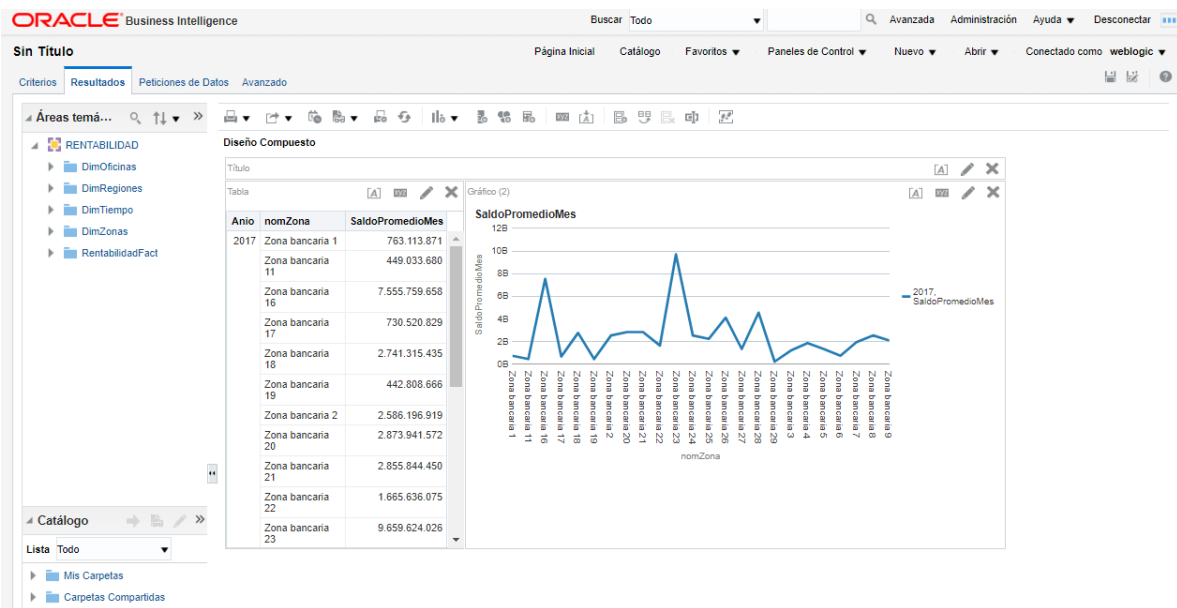 ORACLE Business Intelligence
Buscar Todo Avanzada Administración Ayuda Desconectar
Sin Título
Página Inicial Catálogo Favoritos Paneles de Control Nuevo Abrir Conectado como weblogic
Criterios Resultados Peticiones de Datos Avanzado
Áreas temá...
RENTABILIDAD
DimOficinas
DimRegiones
DimTiempo
DimZonas
RentabilidadFact
Catálogo
Lista Todo
Mis Carpetas
Carpetas Compartidas
Diseño Compuesto
Título
Tabla
Anio nomZona SaldoPromedioMes
2017 Zona bancaria 1 763.113.871
Zona bancaria 449.033.680
11
Zona bancaria 7.555.759.658
16
Zona bancaria 730.520.829
17
Zona bancaria 2.741.315.435
18
Zona bancaria 442.808.666
19
Zona bancaria 2 2.586.196.919
Zona bancaria 2.873.941.572
20
Zona bancaria 2.855.844.450
21
Zona bancaria 1.665.636.075
22
Zona bancaria 9.659.624.026
23
Gráfico (2)
SaldoPromedioMes
SaldoPromedioMes
12B
10B
8B
6B
4B
2B
0B
Zona bancaria 1
Zona bancaria 11
Zona bancaria 16
Zona bancaria 17
Zona bancaria 18
Zona bancaria 19
Zona bancaria 2
Zona bancaria 20
Zona bancaria 21
Zona bancaria 22
Zona bancaria 23
Zona bancaria 24
Zona bancaria 25
Zona bancaria 26
Zona bancaria 27
Zona bancaria 28
Zona bancaria 29
Zona bancaria 3
Zona bancaria 4
Zona bancaria 5
Zona bancaria 6
Zona bancaria 7
Zona bancaria 8
Zona bancaria 9
nomZona
2017,
SaldoPromedioMes